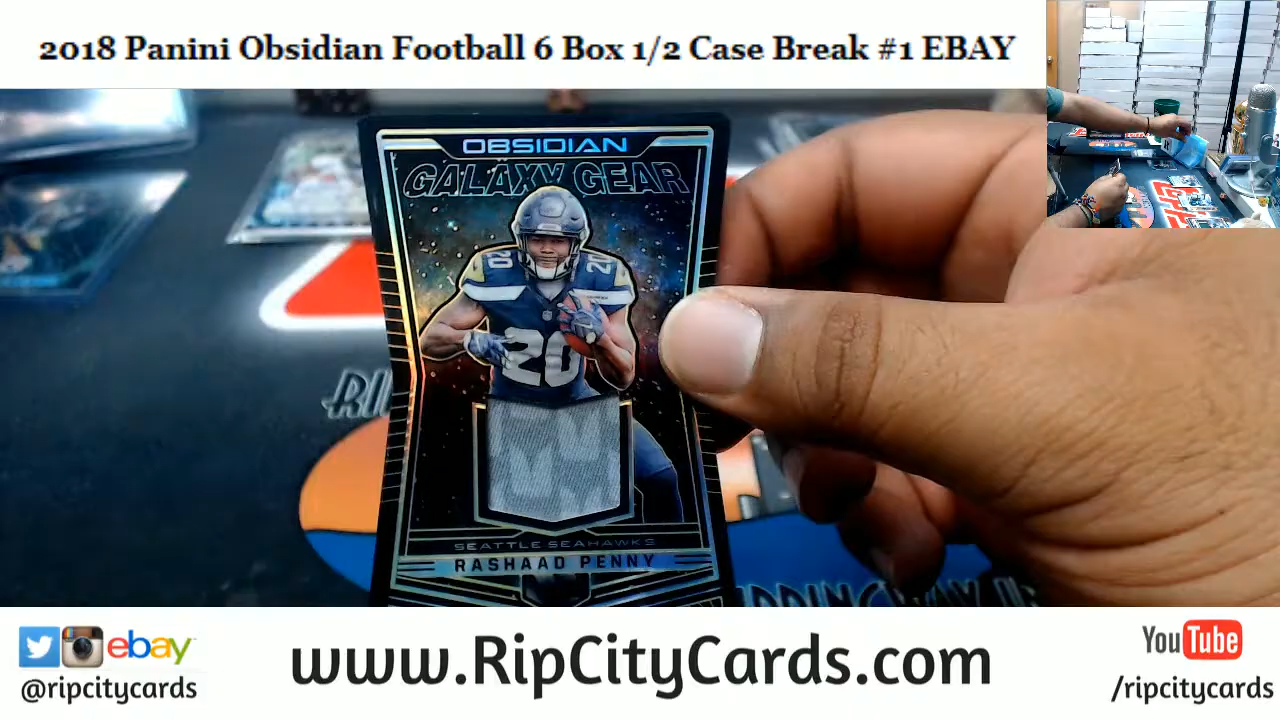 2018 Panini Obsidian Football 6 Box 1/2 Case Break #1 EBAY
OBSIDIAN
GALAXY GEAR
20 20
20
SEATTLE SEAHAWKS
RASHAAD PENNY
ebay
@ripcitycards
www.RipCityCards.com
YouTube
/ripcitycards